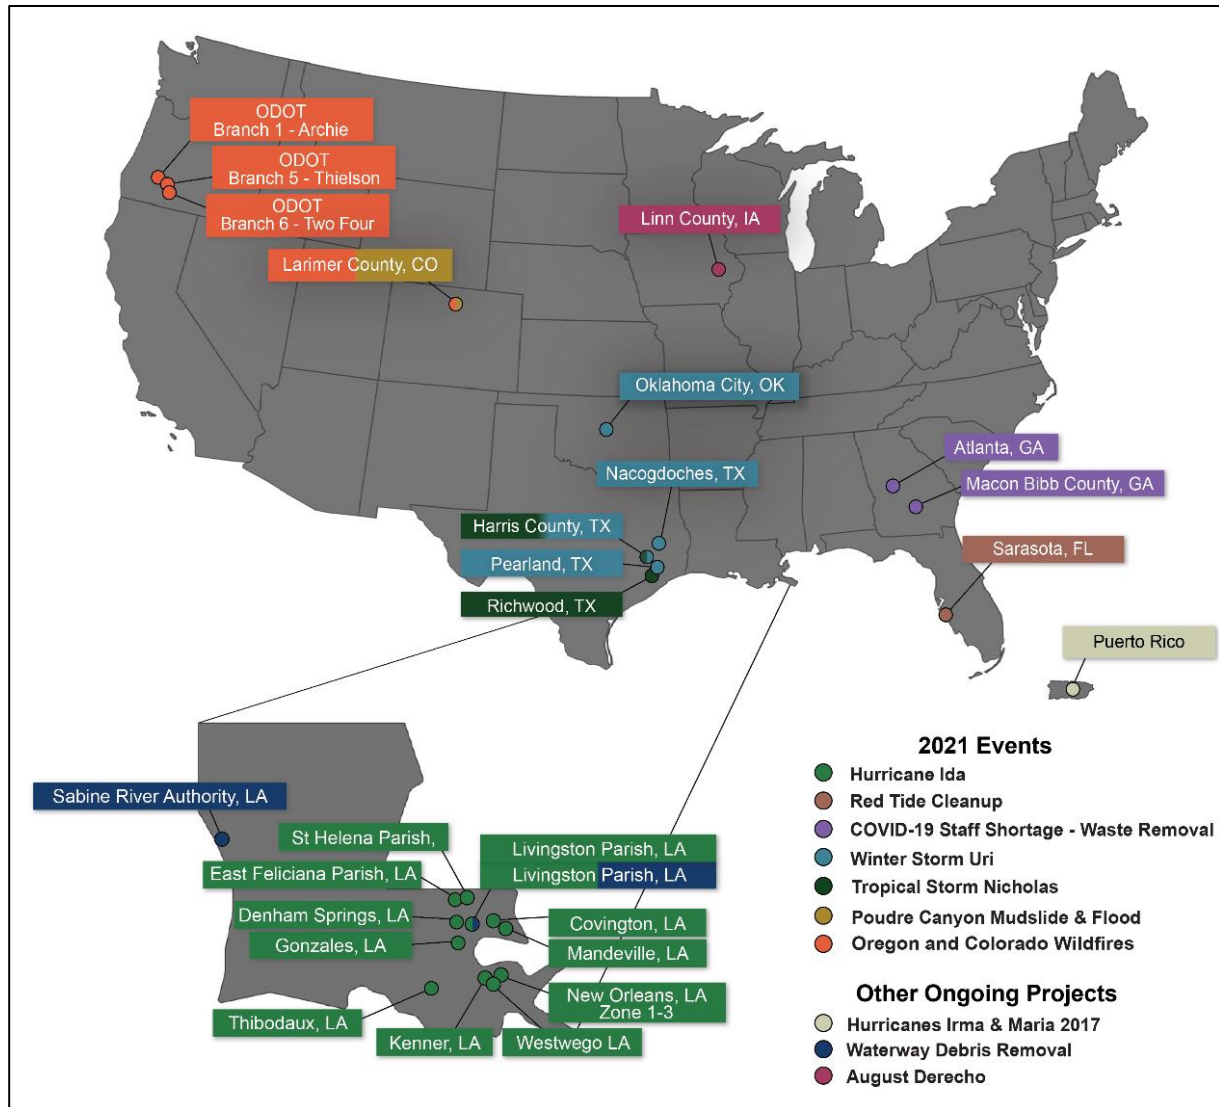 ODOT
Branch 1 - Archie
ODOT
Branch 5 - Thielson
ODOT
Branch 6 - Two Four
Larimer County, CO
Linn County, IA
Oklahoma City, OK
Nacogdoches, TX
Harris County, TX
Pearland, TX
Richwood, TX
Atlanta, GA
Macon Bibb County, GA
Sarasota, FL
Puerto Rico
Sabine River Authority, LA
St Helena Parish,
East Feliciana Parish, LA
Denham Springs, LA
Gonzales, LA
Thibodaux, LA
Kenner, LA
Livingston Parish, LA
Livingston Parish, LA
Covington, LA
Mandeville, LA
New Orleans, LA
Zone 1-3
Westwego LA
2021 Events
Hurricane Ida
Red Tide Cleanup
COVID-19 Staff Shortage - Waste Removal
Winter Storm Uri
Tropical Storm Nicholas
Poudre Canyon Mudslide & Flood
Oregon and Colorado Wildfires
Other Ongoing Projects
Hurricanes Irma & Maria 2017
Waterway Debris Removal
August Derecho